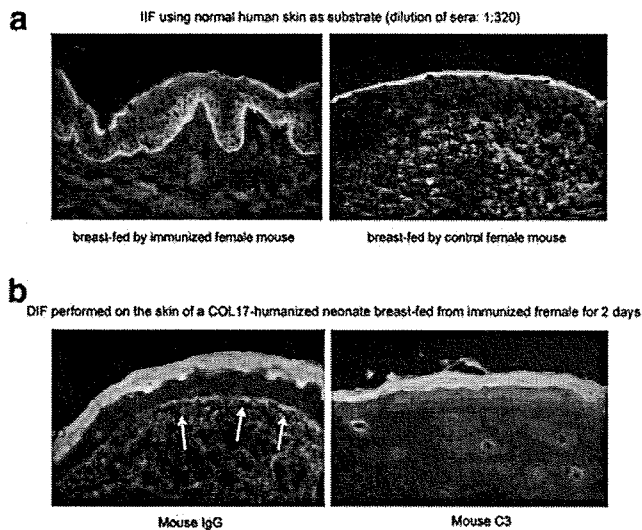 a
IIF using normal human skin as substrate (dilution of sera: 1:320)
breast-fed by immunized female mouse
breast-fed by control female mouse
b
DIF performed on the skin of a COL17-humanized neonate breast-fed from immunized fremale for 2 days
Mouse IgG
Mouse C3